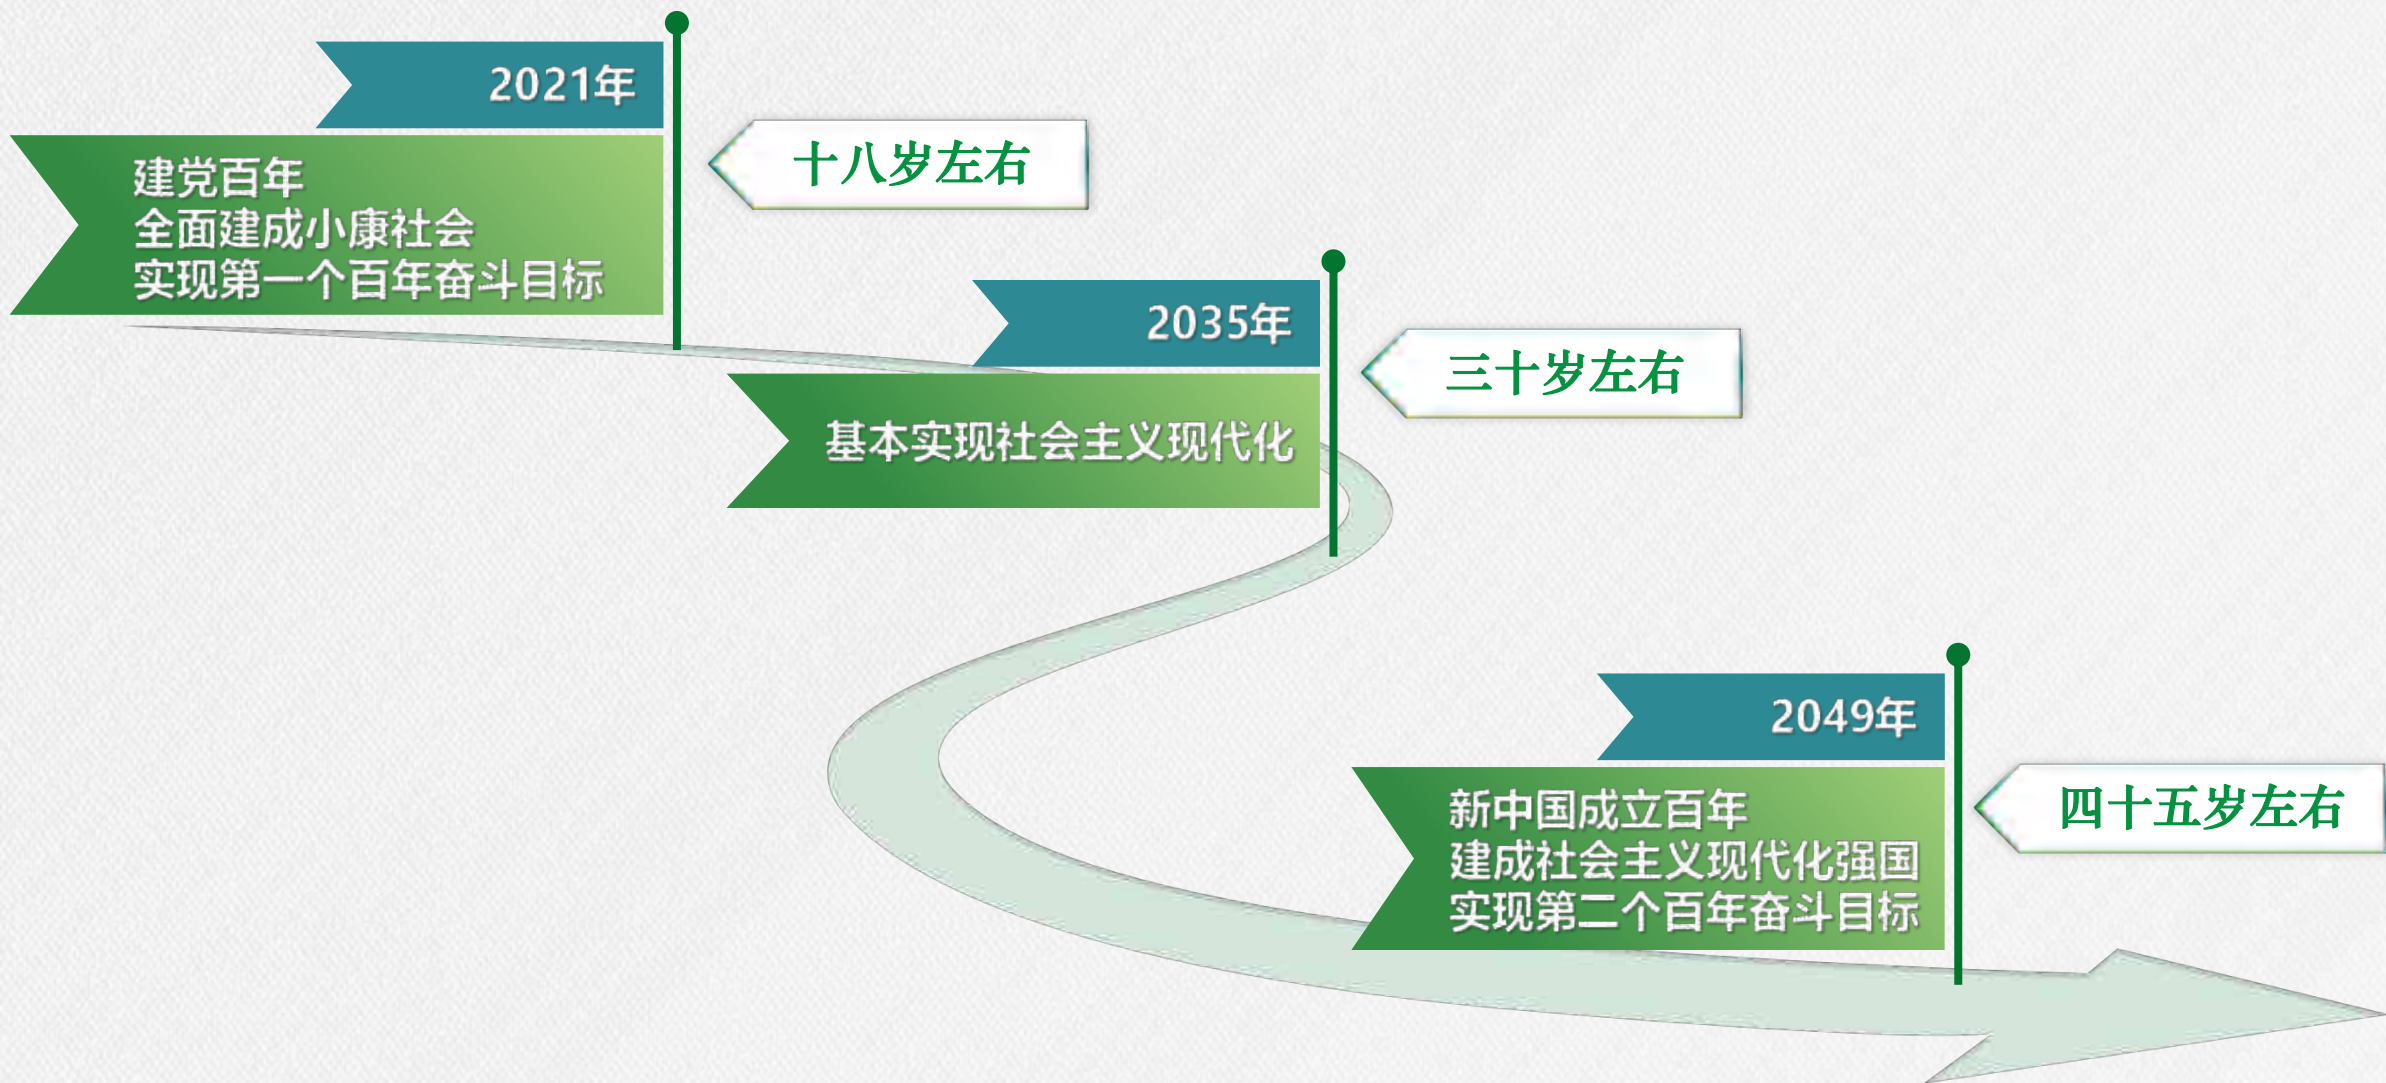 2021年
建党百年
全面建成小康社会
实现第一个百年奋斗目标
十八岁左右
2035年
基本实现社会主义现代化
三十岁左右
2049年
新中国成立百年
建成社会主义现代化强国
实现第二个百年奋斗目标
四十五岁左右